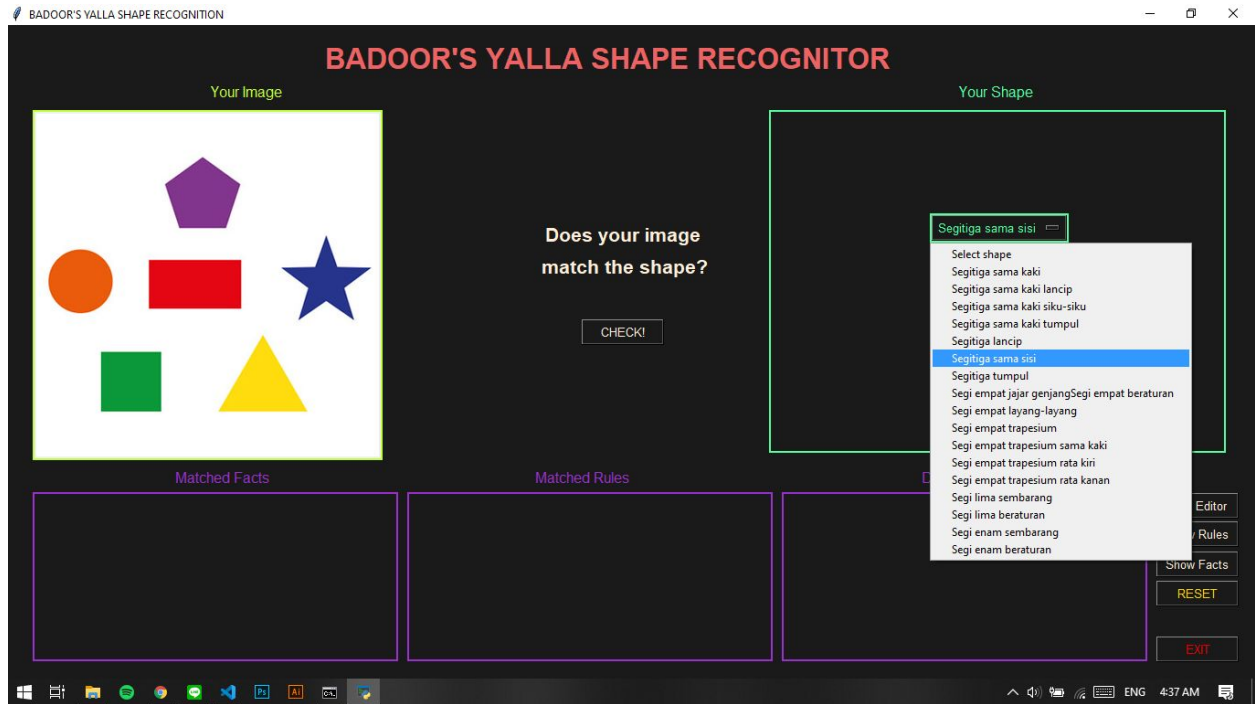 BADOOR'S YALLA SHAPE RECOGNITION
BADOOR'S YALLA SHAPE RECOGNITOR
Your Image
Your Shape
Does your image
match the shape?
CHECK!
Segitiga sama sisi
Select shape
Segitiga sama kaki
Segitiga sama kaki lancip
Segitiga sama kaki siku-siku
Segitiga sama kaki tumpul
Segitiga lancip
Segitiga sama sisi
Segitiga tumpul
Segi empat jajar genjangSegi empat beraturan
Segi empat layang-layang
Segi empat trapesium
Segi empat trapesium sama kaki
Segi empat trapesium rata kiri
Segi empat trapesium rata kanan
Segi lima sembarang
Segi lima beraturan
Segi enam sembarang
Segi enam beraturan
Matched Facts
Matched Rules
Editor
Rules
Show Facts
RESET
EXIT
Ps
Ai
ENG
4:37 AM